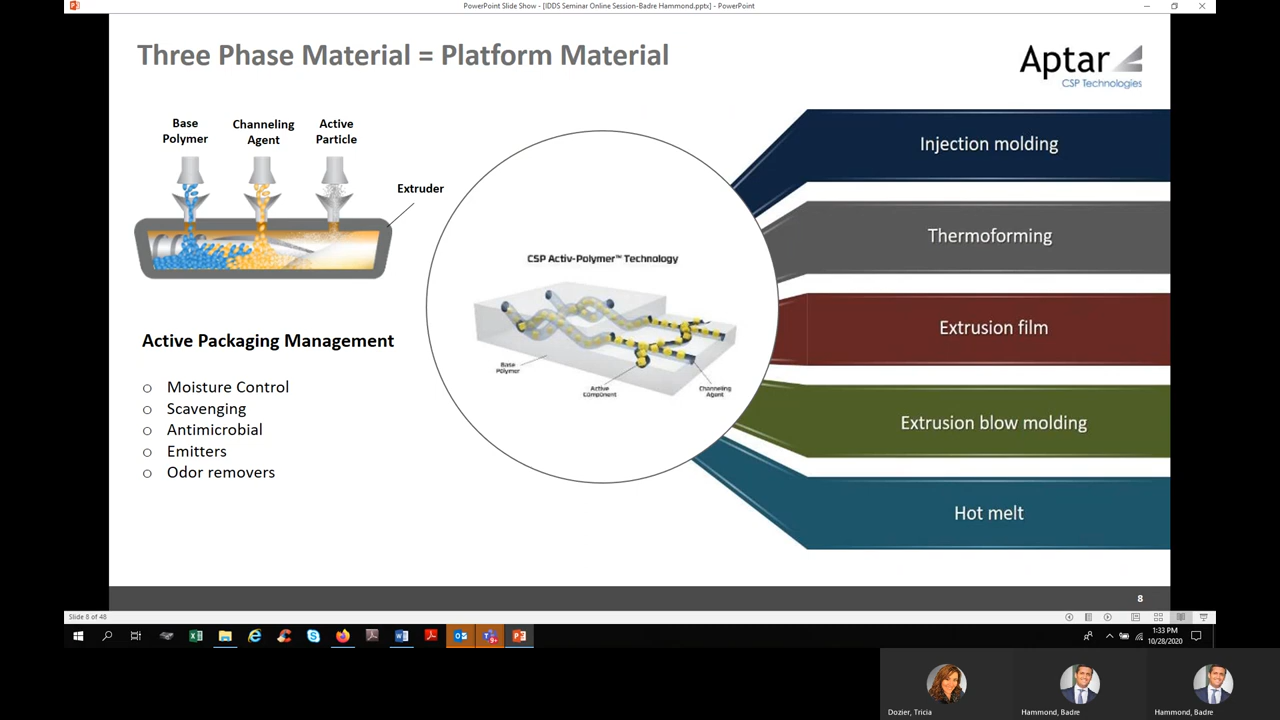 PowerPoint Slide Show - [IDDS Seminar Online Session-Badre Hammond.pptx] - PowerPoint
Three Phase Material = Platform Material
Aptar
CSP Technologies
Base
Polymer
Channeling
Agent
Active
Particle
Extruder
CSP Activ-Polymer™ Technology
Base
Polymer
Active
Component
Channeling
Agent
Active Packaging Management
Moisture Control
Scavenging
Antimicrobial
Emitters
Odor removers
Injection molding
Thermoforming
Extrusion film
Extrusion blow molding
Hot melt
8
Slide 8 of 48
1:33 PM
10/28/2020
Dozier, Tricia
Hammond, Badre
Hammond, Badre